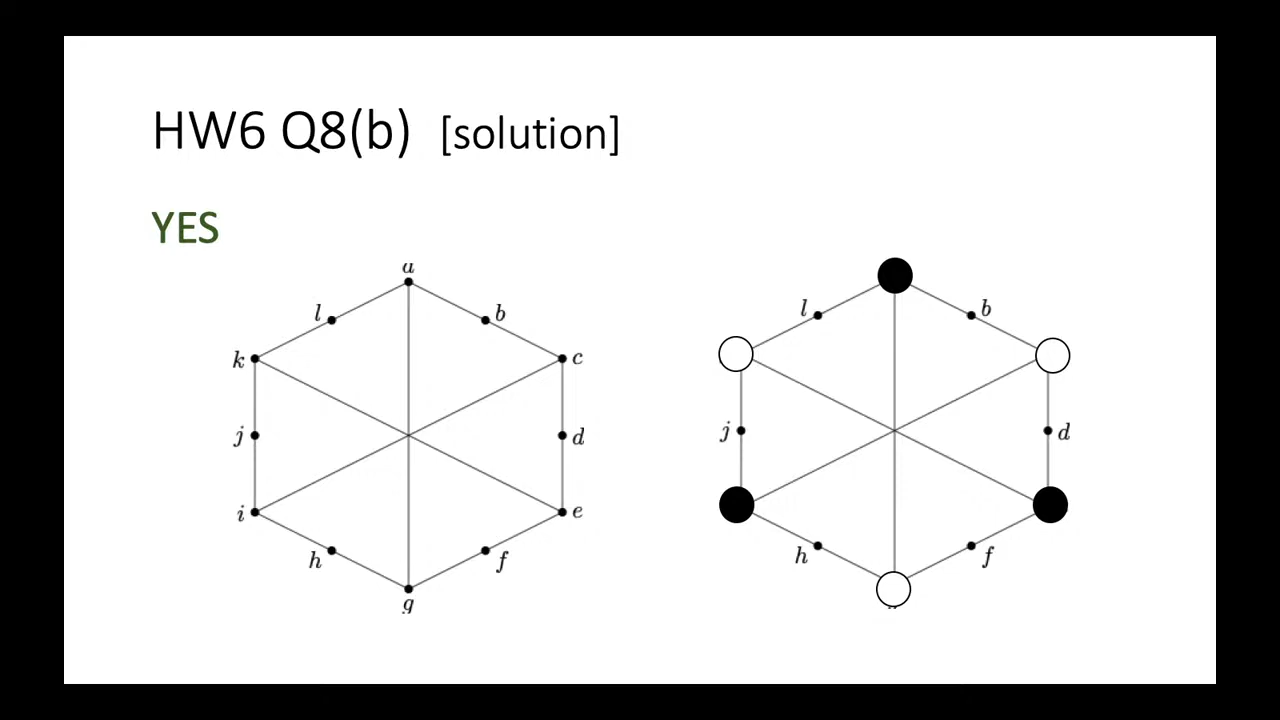 HW6 Q8(b) [solution]
YES
a
l b
k c
j d
i e
h f
g
l b
j d
h f